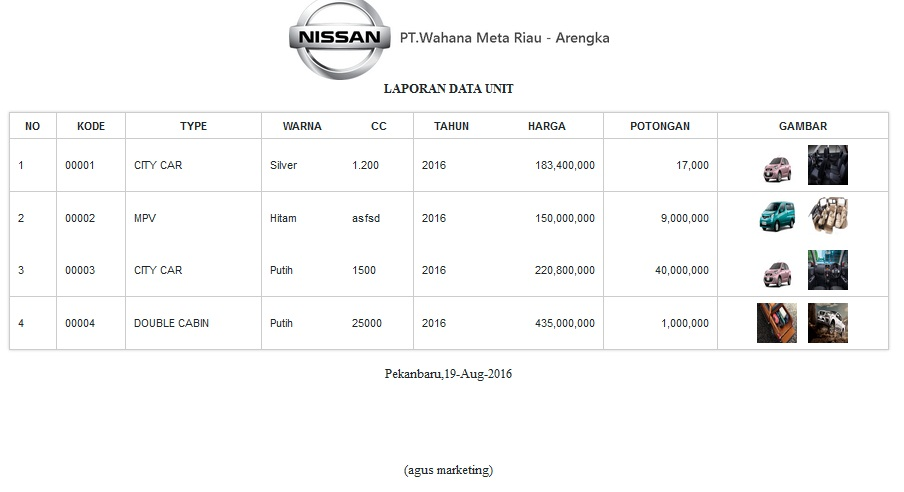 NISSAN PT.Wahana Meta Riau - Arengka
LAPORAN DATA UNIT
NO KODE TYPE WARNA CC TAHUN HARGA POTONGAN GAMBAR
1 00001 CITY CAR Silver 1.200 2016 183,400,000 17,000
2 00002 MPV Hitam asfsd 2016 150,000,000 9,000,000
3 00003 CITY CAR Putih 1500 2016 220,800,000 40,000,000
4 00004 DOUBLE CABIN Putih 25000 2016 435,000,000 1,000,000
Pekanbaru,19-Aug-2016
(agus marketing)